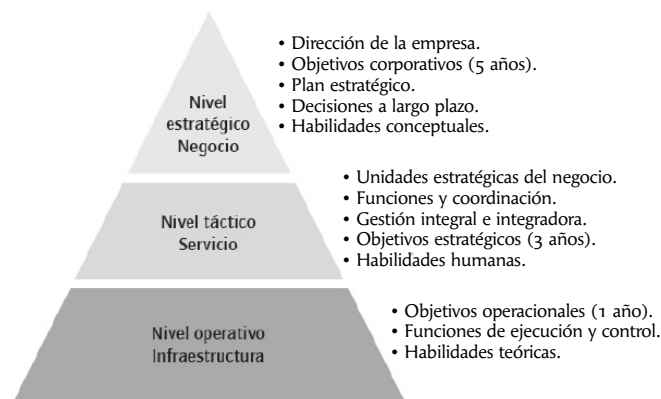 Nivel
estratégico
Negocio
• Dirección de la empresa.
• Objetivos corporativos (5 años).
• Plan estratégico.
• Decisiones a largo plazo.
• Habilidades conceptuales.
Nivel táctico
Servicio
• Unidades estratégicas del negocio.
• Funciones y coordinación.
• Gestión integral e integradora.
• Objetivos estratégicos (3 años).
• Habilidades humanas.
Nivel operativo
Infraestructura
• Objetivos operacionales (1 año).
• Funciones de ejecución y control.
• Habilidades teóricas.